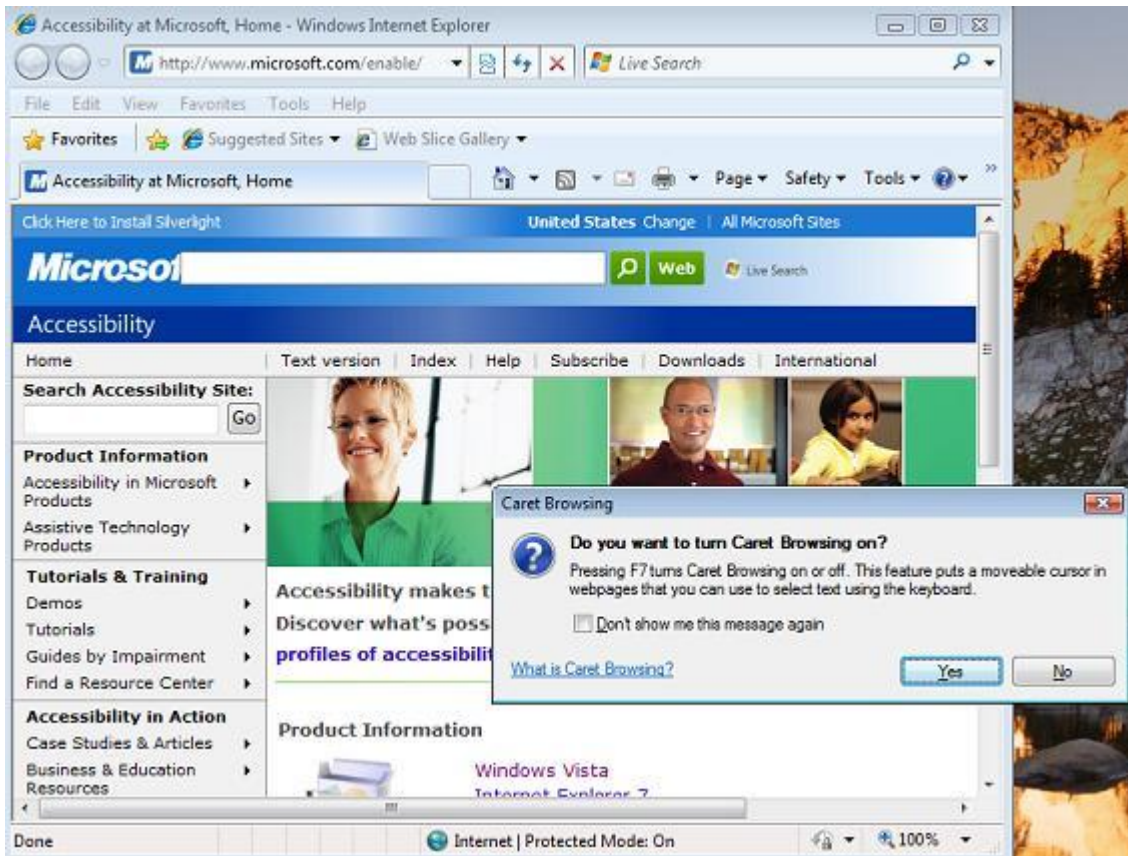 Accessibility at Microsoft, Home - Windows Internet Explorer
http://www.microsoft.com/enable/
Live Search
File Edit View Favorites Tools Help
Favorites Suggested Sites Web Slice Gallery
Accessibility at Microsoft, Home
Page Safety Tools
Click Here to Install Silverlight
United States Change | All Microsoft Sites
Microsof
Web
Live Search
Accessibility
Home | Text version | Index | Help | Subscribe | Downloads | International
Search Accessibility Site:
Go
Product Information
Accessibility in Microsoft
Products
Assistive Technology
Products
Tutorials & Training
Demos
Tutorials
Guides by Impairment
Find a Resource Center
Accessibility in Action
Case Studies & Articles
Business & Education
Resources
Accessibility makes t
Discover what's poss
profiles of accessibilit
Product Information
Windows Vista
Internet Explorer 7
Caret Browsing
Do you want to turn Caret Browsing on?
Pressing F7 turns Caret Browsing on or off. This feature puts a moveable cursor in
webpages that you can use to select text using the keyboard.
Don't show me this message again
What is Caret Browsing?
Yes
No
Done
Internet | Protected Mode: On
100%